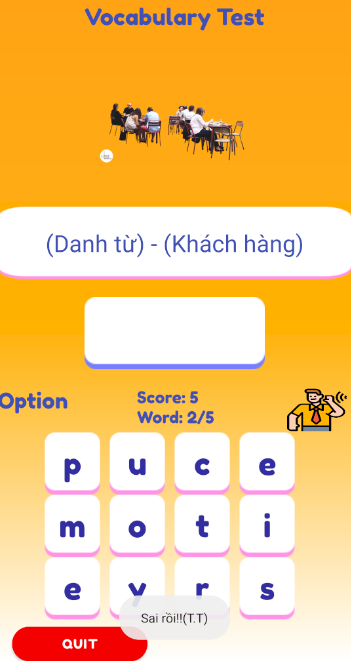 Vocabulary Test
(Danh từ) - (Khách hàng)
Option
Score: 5
Word: 2/5
p u c e
m o t i
e y r s
Sai rồi!!(T.T)
QUIT